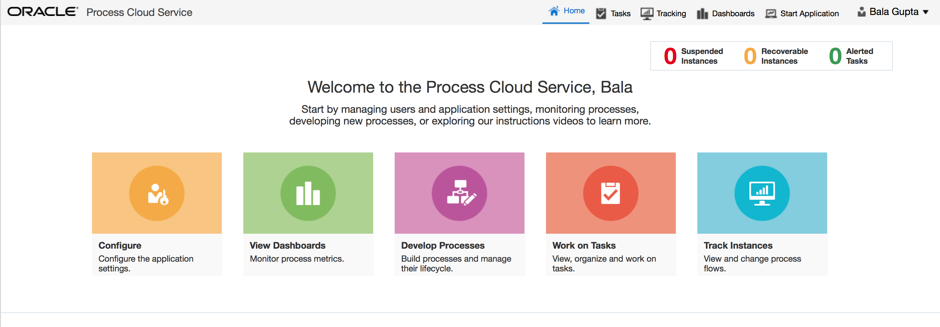 ORACLE® Process Cloud Service Home Tasks Tracking Dashboards Start Application Bala Gupta
0 Suspended Instances 0 Recoverable Instances 0 Alerted Tasks
Welcome to the Process Cloud Service, Bala
Start by managing users and application settings, monitoring processes,
developing new processes, or exploring our instructions videos to learn more.
Configure
Configure the application
settings.
View Dashboards
Monitor process metrics.
Develop Processes
Build processes and manage
their lifecycle.
Work on Tasks
View, organize and work on
tasks.
Track Instances
View and change process
flows.